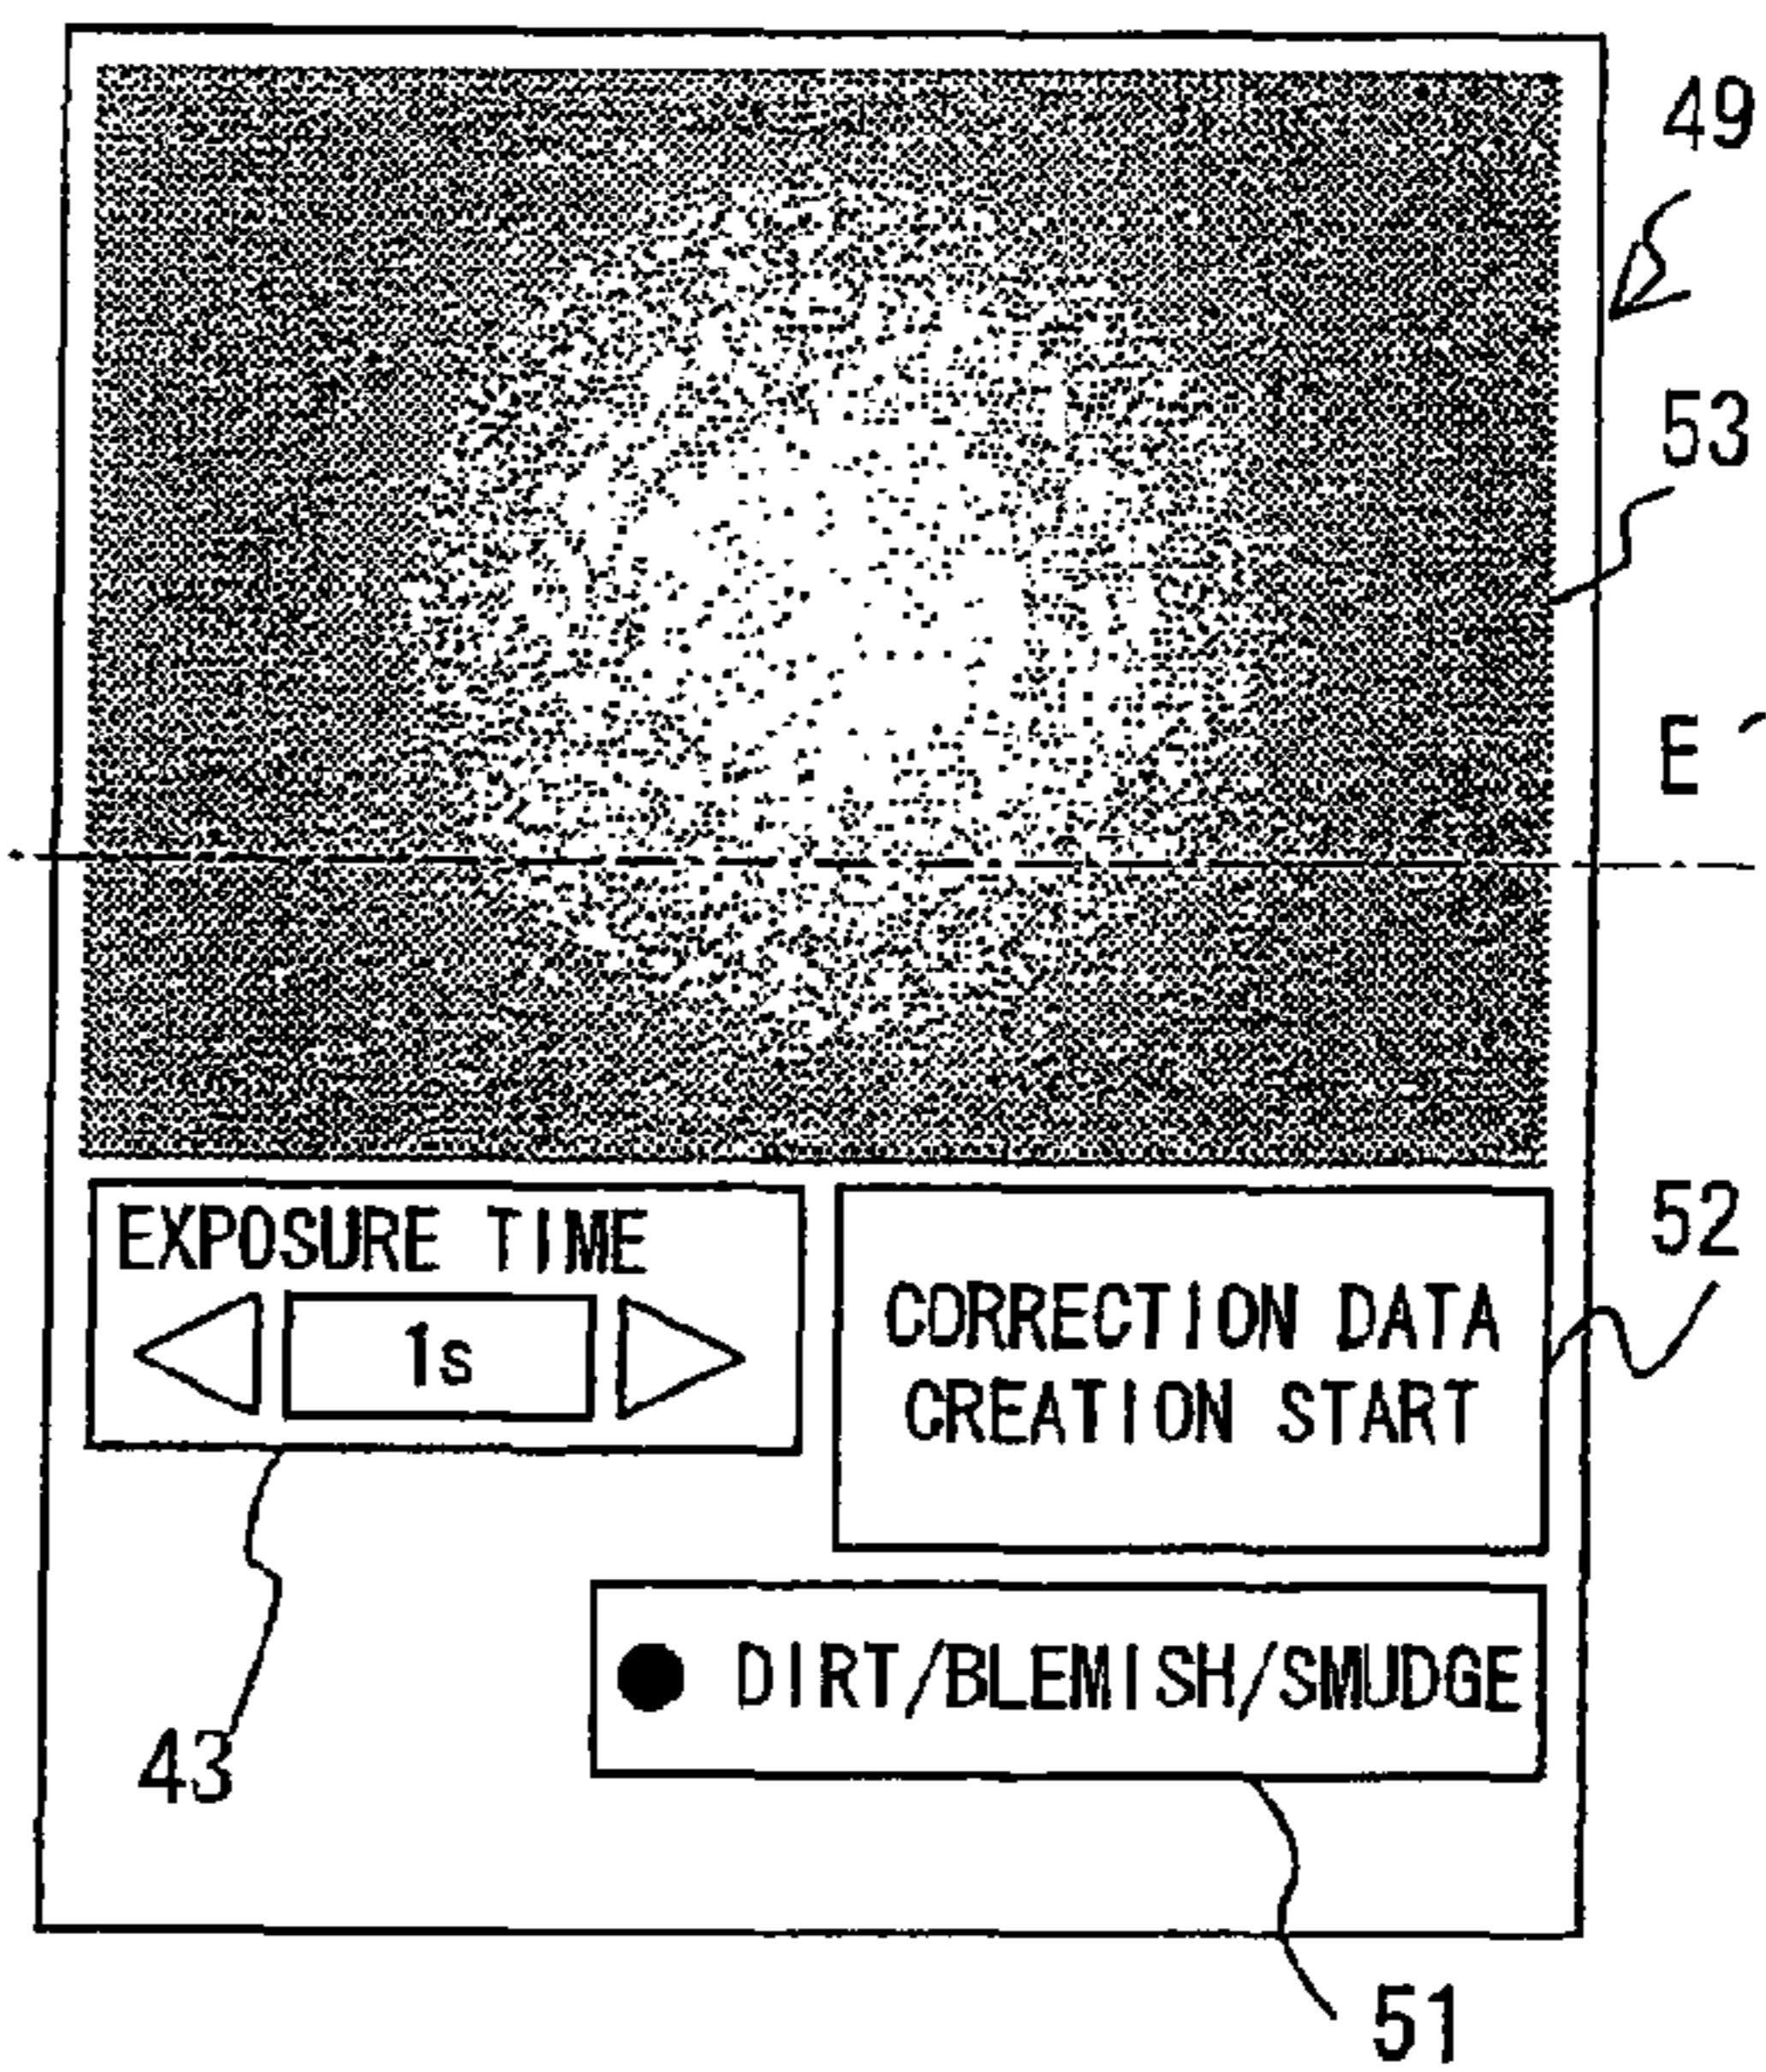 49
53
E
EXPOSURE TIME
1s
52
CORRECTION DATA
CREATION START
DIRT/BLEMISH/SMUDGE
43
51